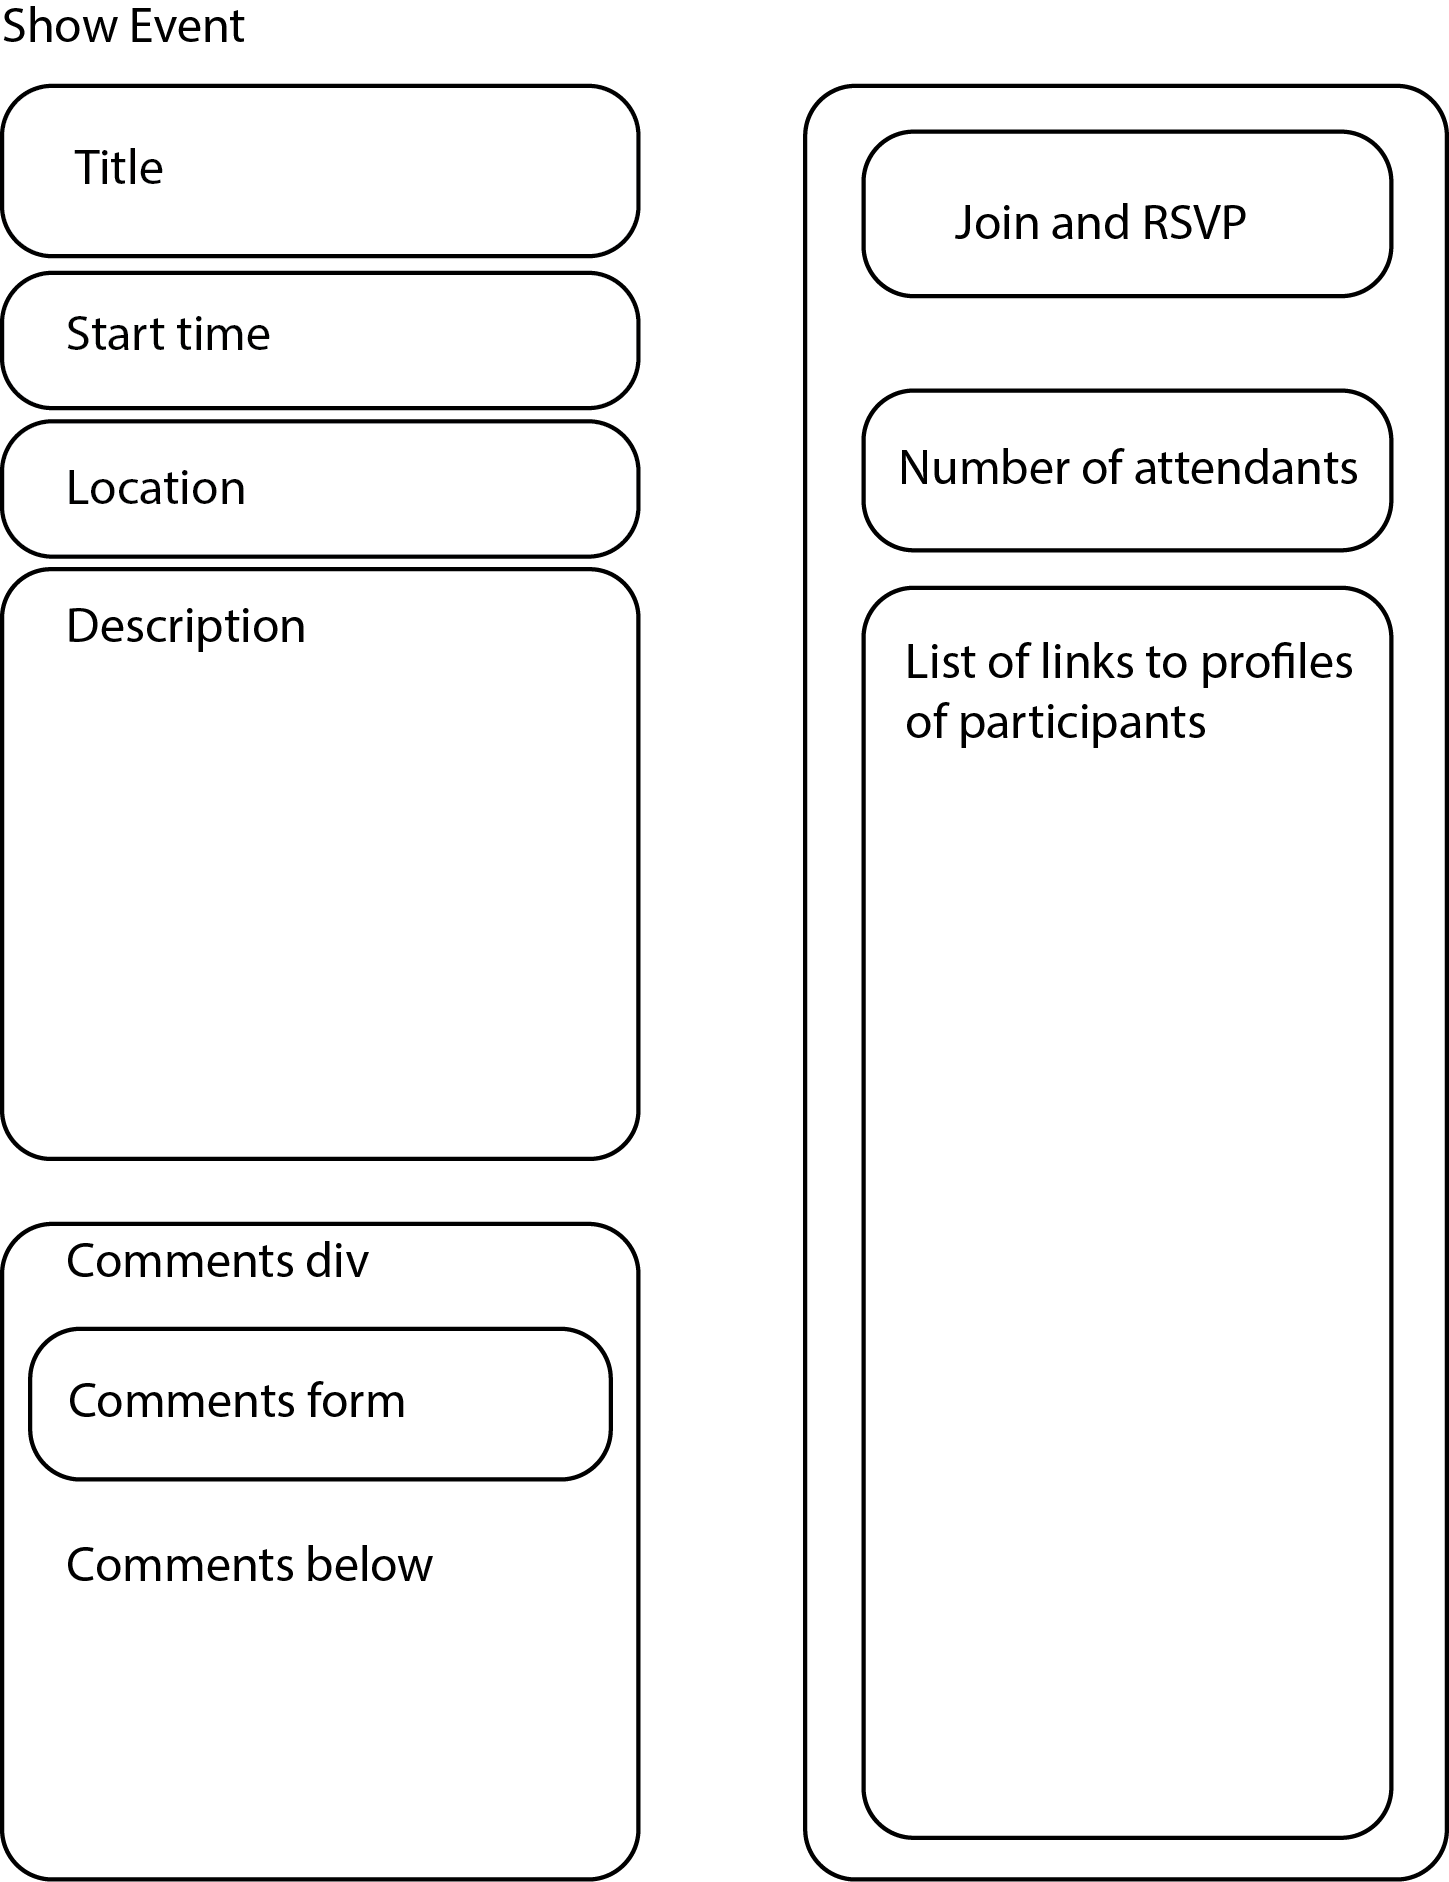 Show Event
Title
Start time
Location
Description
Comments div
Comments form
Comments below
Join and RSVP
Number of attendants
List of links to profiles
of participants